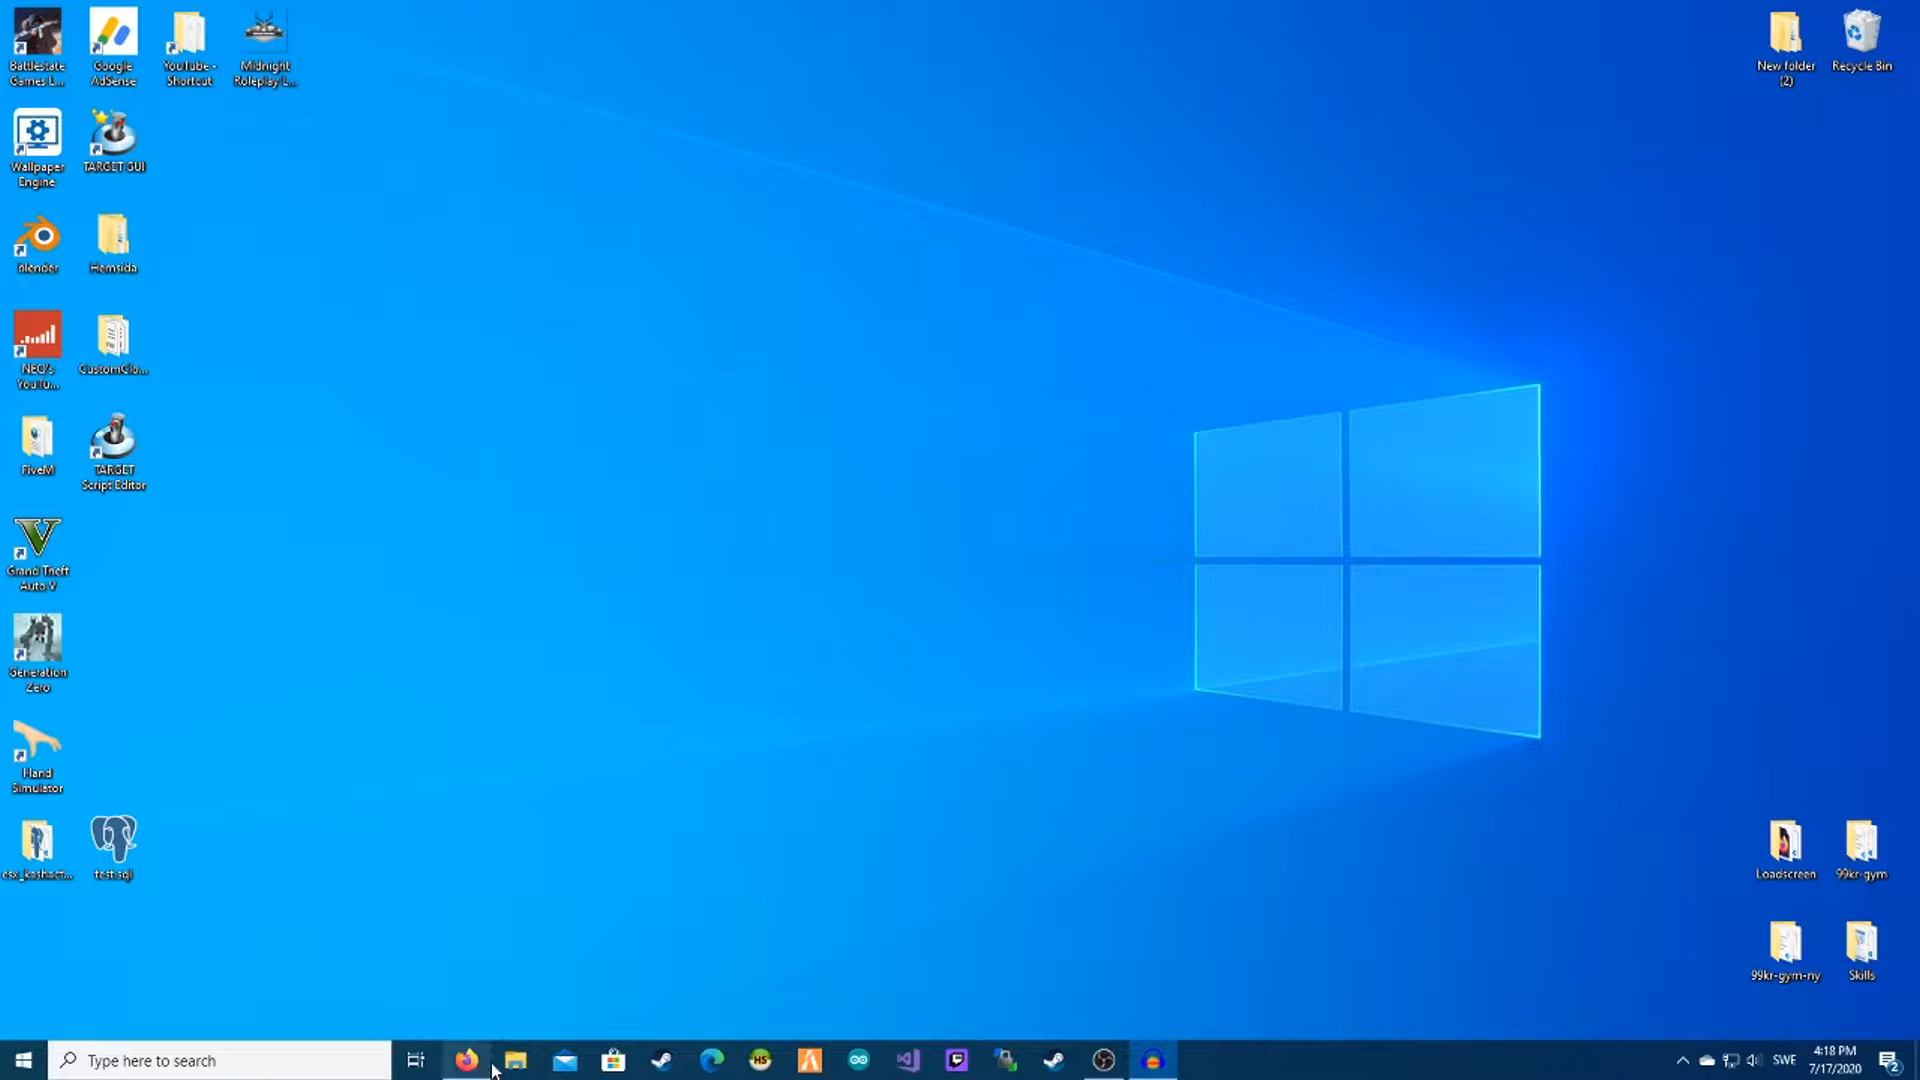 Battlestate
Games L...
Google
AdSense
YouTube -
Shortcut
Midnight
Roleplay L...
New folder
(2)
Recycle Bin
Wallpaper
Engine
TARGET GUI
blender
Hemsida
NEO's
YouTu...
CustomClo...
FiveM
TARGET
Script Editor
Grand Theft
Auto V
Generation
Zero
Hand
Simulator
test.sql
Loadscreen
99kr-gym
99kr-gym-ny
Skills
Type here to search
HS
SWE
4:18 PM
7/17/2020
2